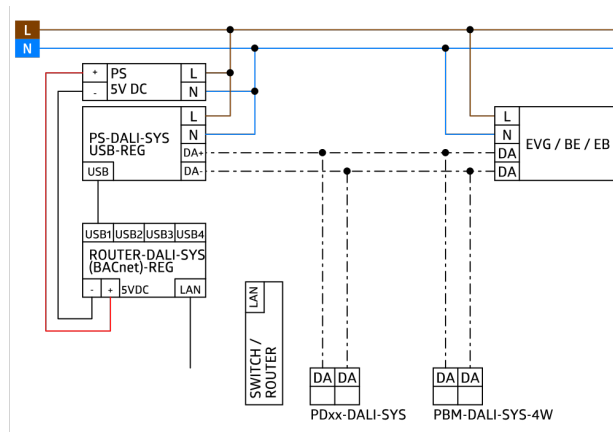 L
N
+ PS L
- 5V DC N
L
PS-DALI-SYS N
USB-REG DA+
USB DA-
L
N
DA
DA
EVG / BE / EB
USB1 USB2 USB3 USB4
ROUTER-DALI-SYS
(BACnet)-REG
- + 5VDC LAN
LAN
SWITCH /
ROUTER
DA DA
PDxx-DALI-SYS
DA DA
PBM-DALI-SYS-4W